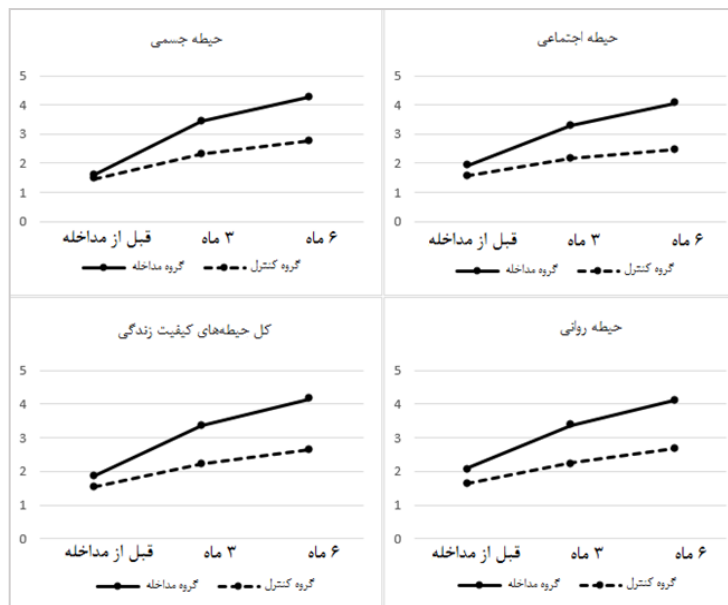 حیطه جسمی
5
4
3
2
1
0
قبل از مداخله
۳ ماه
۶ ماه
گروه مداخله
گروه کنترل
حیطه اجتماعی
5
4
3
2
1
0
قبل از مداخله
۳ ماه
۶ ماه
گروه مداخله
گروه کنترل
کل حیطه‌های کیفیت زندگی
5
4
3
2
1
0
قبل از مداخله
۳ ماه
۶ ماه
گروه مداخله
گروه کنترل
حیطه روانی
5
4
3
2
1
0
قبل از مداخله
۳ ماه
۶ ماه
گروه مداخله
گروه کنترل